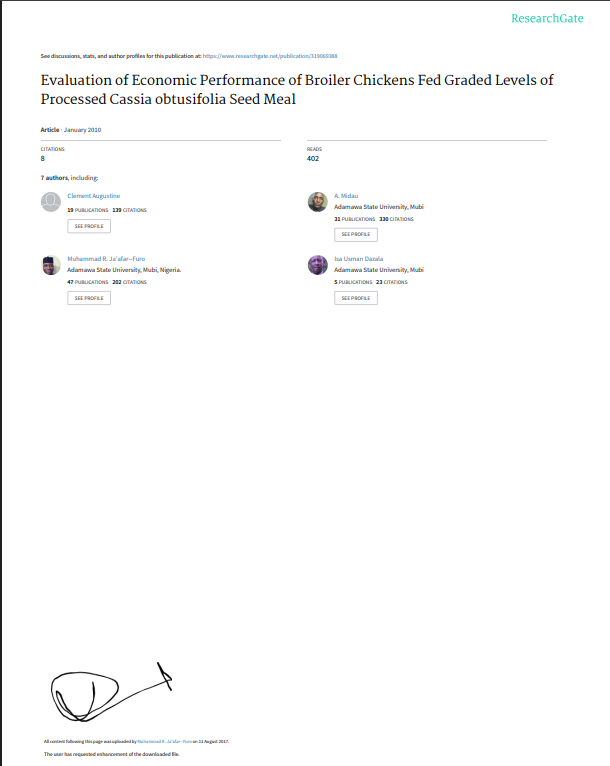 ResearchGate
See discussions, stats, and author profiles for this publication at: https://www.researchgate.net/publication/319069388
Evaluation of Economic Performance of Broiler Chickens Fed Graded Levels of
Processed Cassia obtusifolia Seed Meal
Article · January 2010
CITATIONS
8
READS
402
7 authors, including:
Clement Augustine
19 PUBLICATIONS 139 CITATIONS
SEE PROFILE
A. Midau
Adamawa State University, Mubi
31 PUBLICATIONS 330 CITATIONS
SEE PROFILE
Muhammad R. Ja'afar–Furo
Adamawa State University, Mubi, Nigeria.
47 PUBLICATIONS 202 CITATIONS
SEE PROFILE
Isa Usman Dazala
Adamawa State University, Mubi
5 PUBLICATIONS 23 CITATIONS
SEE PROFILE
All content following this page was uploaded by Muhammad R. Ja'afar–Furo on 11 August 2017.
The user has requested enhancement of the downloaded file.